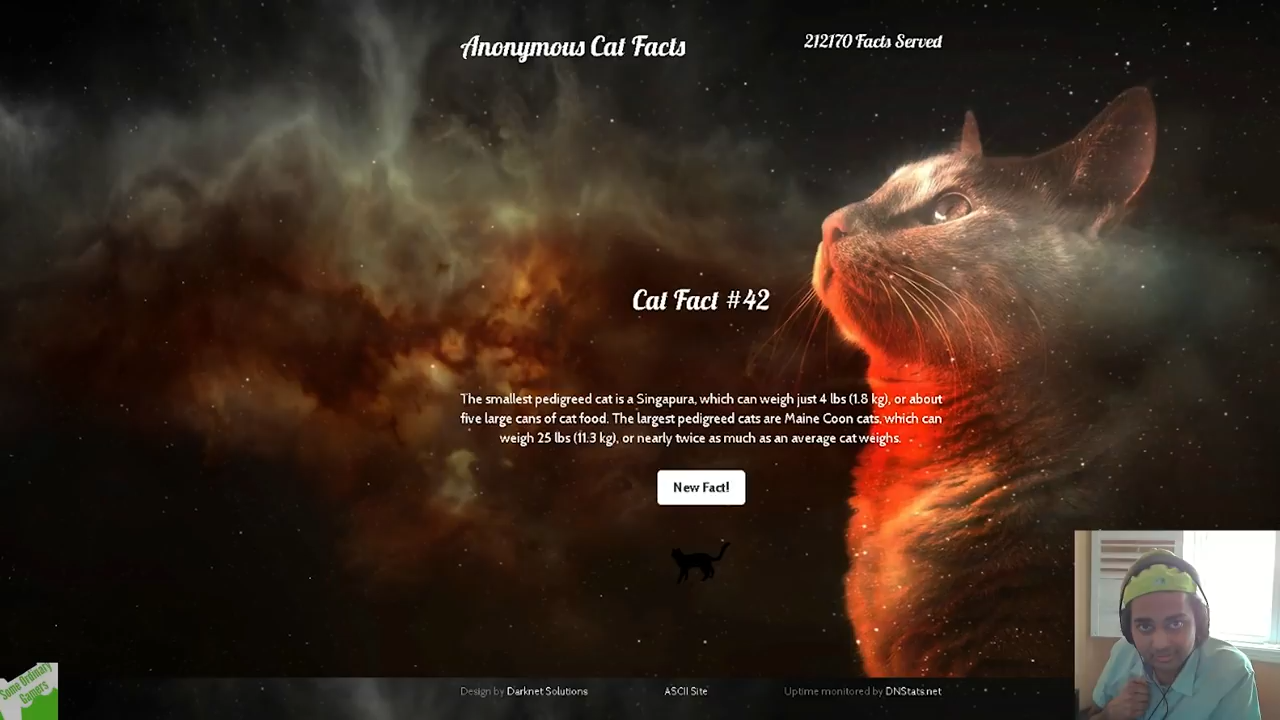 Anonymous Cat Facts
212170 Facts Served
Cat Fact #42
The smallest pedigreed cat is a Singapura, which can weigh just 4 lbs (1.8 kg), or about
five large cans of cat food. The largest pedigreed cats are Maine Coon cats, which can
weigh 25 lbs (11.3 kg), or nearly twice as much as an average cat weighs.
New Fact!
Design by Darknet Solutions
ASCII Site
Uptime monitored by DNStats.net
Some Ordinary
Gamers